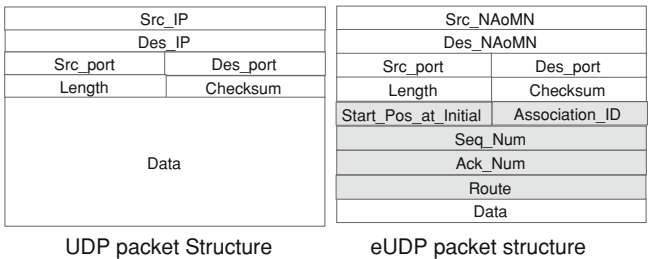 Src_IP
Des_IP
Src_port Des_port
Length Checksum
Data
UDP packet Structure
Src_NAoMN
Des_NAoMN
Src_port Des_port
Length Checksum
Start_Pos_at_Initial Association_ID
Seq_Num
Ack_Num
Route
Data
eUDP packet structure